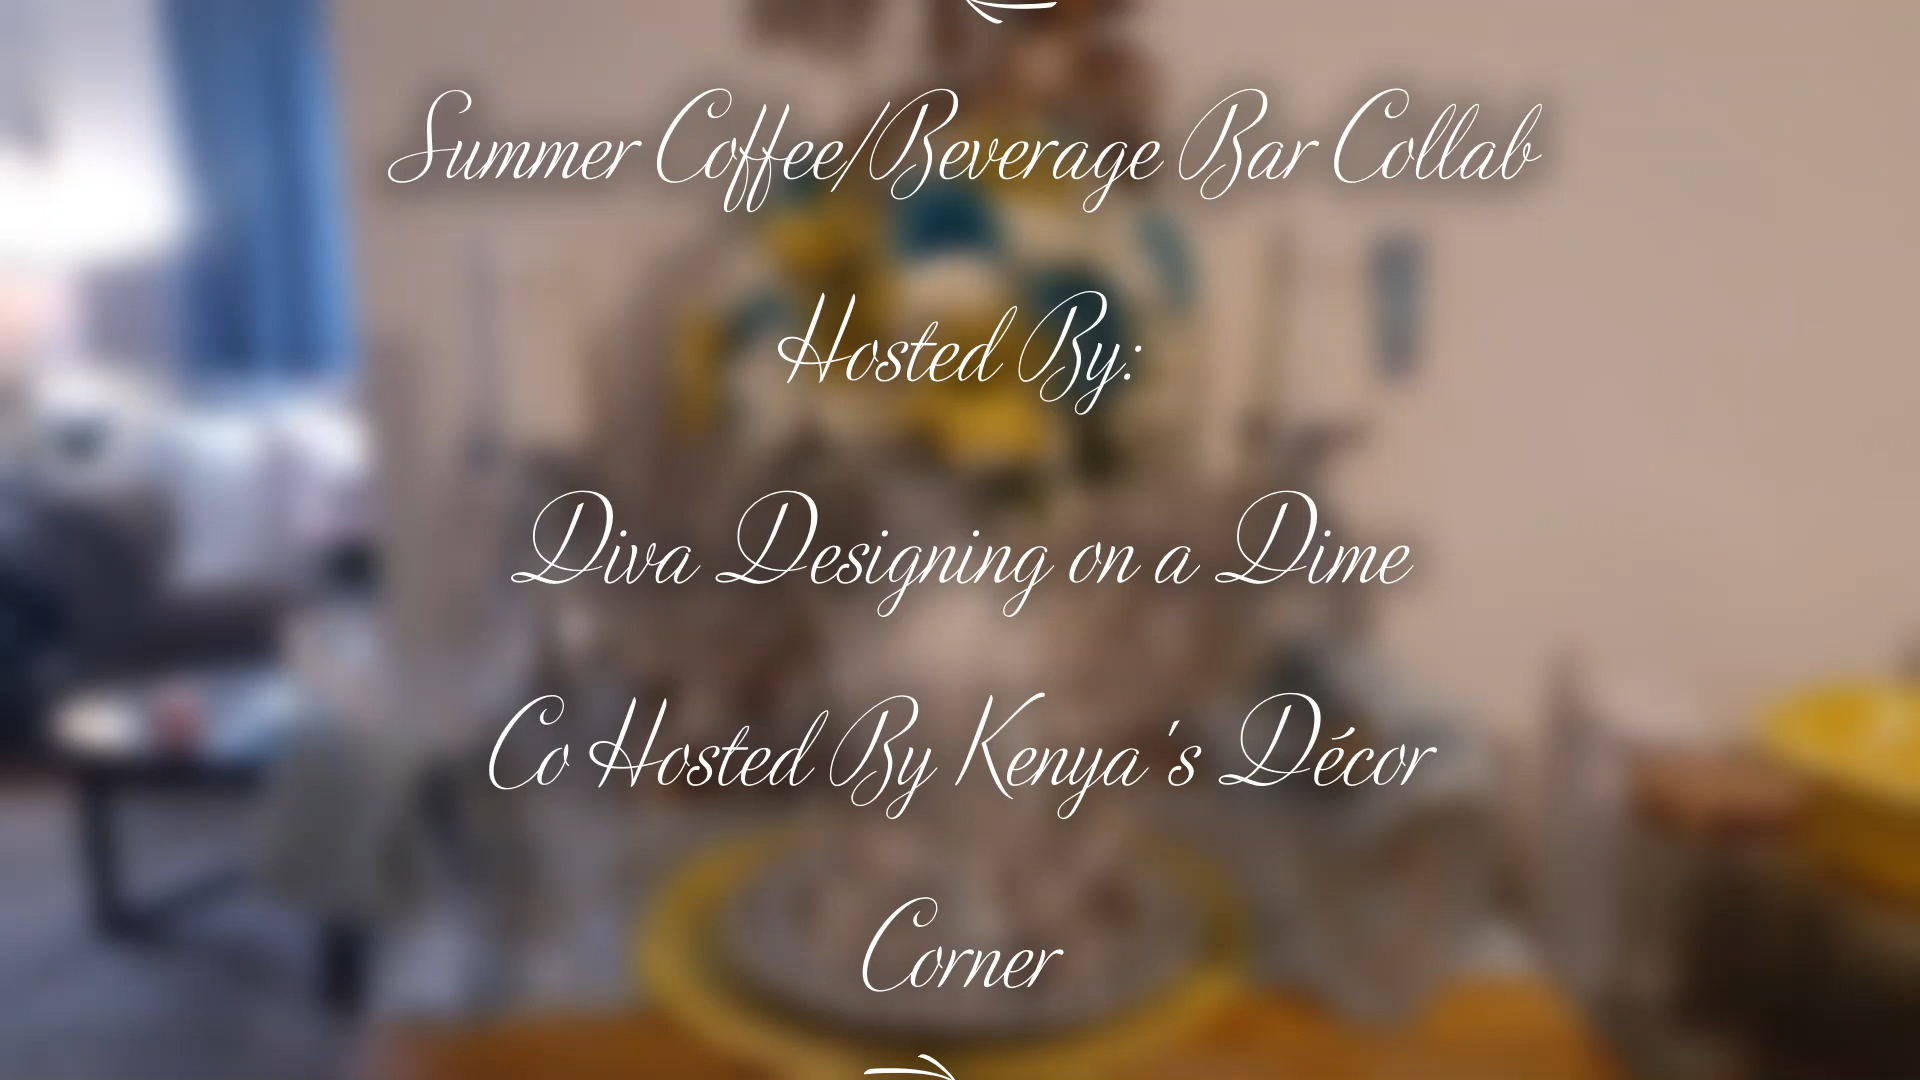 Summer Coffee/Beverage Bar Collab
Hosted By:
Diva Designing on a Dime
Co Hosted By Kenya's Décor
Corner